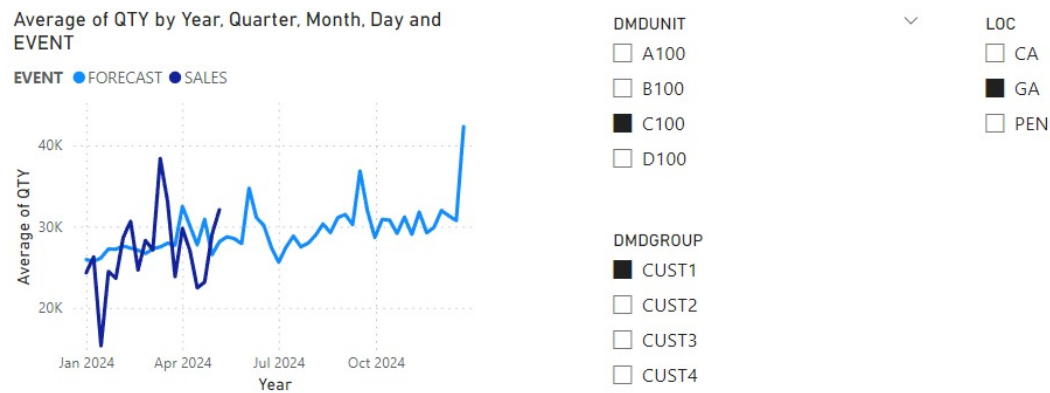 Average of QTY by Year, Quarter, Month, Day and
EVENT
EVENT FORECAST SALES
40K
30K
20K
Average of QTY
Jan 2024 Apr 2024 Jul 2024 Oct 2024
Year
DMDUNIT
A100
B100
C100
D100
DMDGROUP
CUST1
CUST2
CUST3
CUST4
LOC
CA
GA
PEN